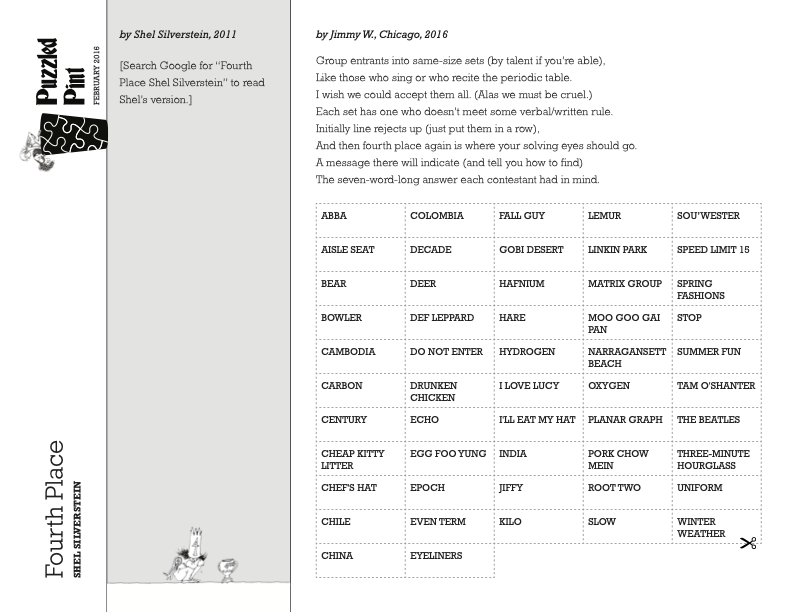 Puzzled
Pint
FEBRUARY 2016
Fourth Place
SHEL SILVERSTEIN
by Shel Silverstein, 2011
[Search Google for “Fourth
Place Shel Silverstein” to read
Shel's version.]
by Jimmy W., Chicago, 2016
Group entrants into same-size sets (by talent if you're able),
Like those who sing or who recite the periodic table.
I wish we could accept them all. (Alas we must be cruel.)
Each set has one who doesn't meet some verbal/written rule.
Initially line rejects up (just put them in a row),
And then fourth place again is where your solving eyes should go.
A message there will indicate (and tell you how to find)
The seven-word-long answer each contestant had in mind.
ABBA COLOMBIA FALL GUY LEMUR SOU'WESTER
AISLE SEAT DECADE GOBI DESERT LINKIN PARK SPEED LIMIT 15
BEAR DEER HAFNIUM MATRIX GROUP SPRING
FASHIONS
BOWLER DEF LEPPARD HARE MOO GOO GAI STOP
PAN
CAMBODIA DO NOT ENTER HYDROGEN NARRAGANSETT SUMMER FUN
BEACH
CARBON DRUNKEN I LOVE LUCY OXYGEN TAM O'SHANTER
CHICKEN
CENTURY ECHO I'LL EAT MY HAT PLANAR GRAPH THE BEATLES
CHEAP KITTY EGG FOO YUNG INDIA PORK CHOW THREE-MINUTE
LITTER MEIN HOURGLASS
CHEF'S HAT EPOCH JIFFY ROOT TWO UNIFORM
CHILE EVEN TERM KILO SLOW WINTER
WEATHER
CHINA EYELINERS